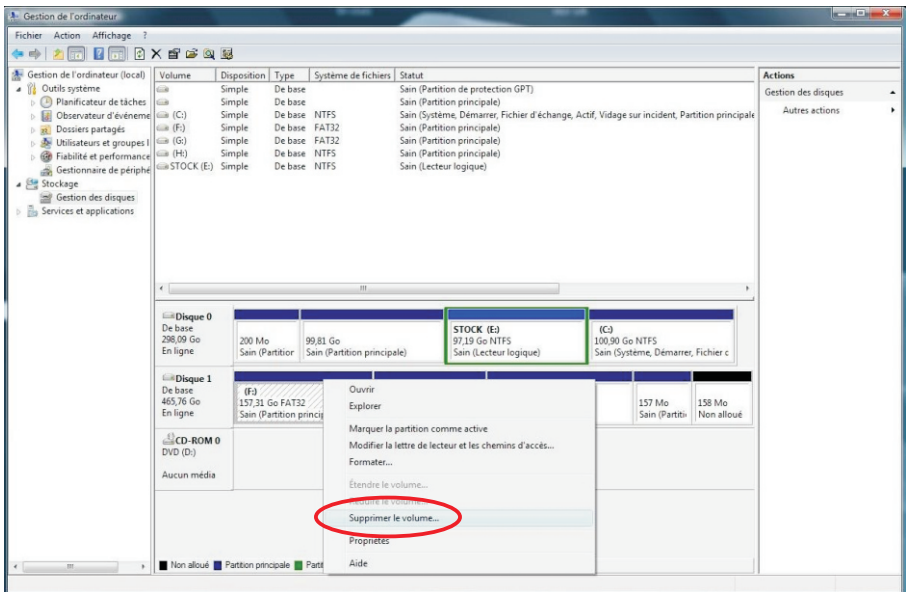 Gestion de l'ordinateur
Fichier Action Affichage ?
Gestion de l'ordinateur (local)
Outils système
Planificateur de tâches
Observateur d'événeme
Dossiers partagés
Utilisateurs et groupes l
Fiabilité et performance
Gestionnaire de périphé
Stockage
Gestion des disques
Services et applications
Volume Disposition Type Système de fichiers Statut
Simple De base Sain (Partition de protection GPT)
Simple De base Sain (Partition principale)
(C:) Simple De base NTFS Sain (Système, Démarrer, Fichier d'échange, Actif, Vidage sur incident, Partition principale
(F:) Simple De base FAT32 Sain (Partition principale)
(G:) Simple De base FAT32 Sain (Partition principale)
(H:) Simple De base NTFS Sain (Partition principale)
STOCK (E:) Simple De base NTFS Sain (Lecteur logique)
Actions
Gestion des disques
Autres actions
Disque 0
De base
298,09 Go
En ligne
200 Mo
Sain (Partitior
99,81 Go
Sain (Partition principale)
STOCK (E:)
97,19 Go NTFS
Sain (Lecteur logique)
(C:)
100,90 Go NTFS
Sain (Système, Démarrer, Fichier c
Disque 1
De base
465,76 Go
En ligne
(F:)
157,31 Go FAT32
Sain (Partition princip
157 Mo
Sain (Partiti
158 Mo
Non alloué
CD-ROM 0
DVD (D:)
Aucun média
Ouvrir
Explorer
Marquer la partition comme active
Modifier la lettre de lecteur et les chemins d'accès...
Formater...
Étendre le volume...
Réduire le volume...
Supprimer le volume...
Propriétés
Aide
Non alloué Partition principale Parti